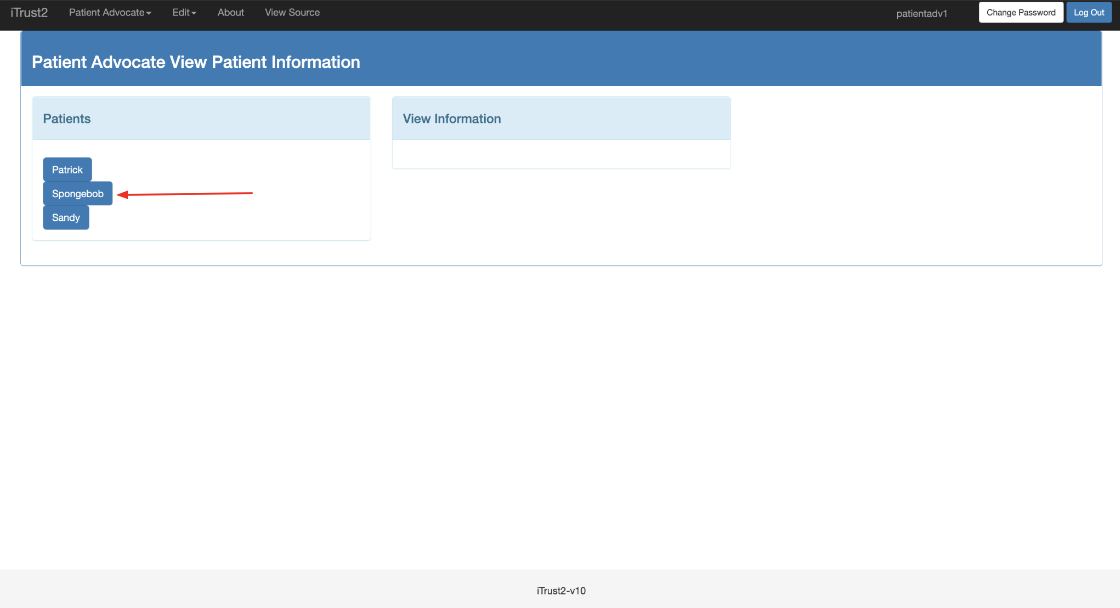 iTrust2 Patient Advocate Edit About View Source patientadv1 Change Password Log Out
Patient Advocate View Patient Information
Patients
View Information
Patrick
Spongebob
Sandy
iTrust2-v10